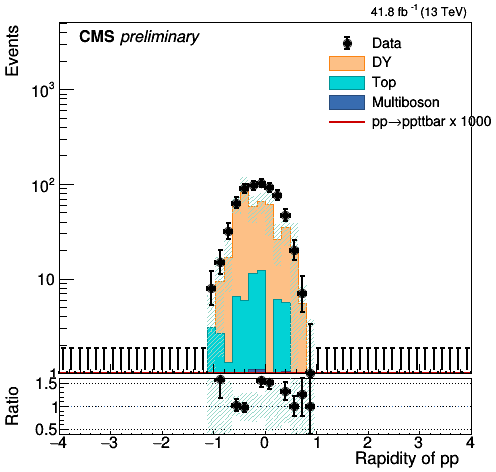 41.8 fb⁻¹ (13 TeV)
CMS preliminary
Events
Data
DY
Top
Multiboson
pp→ppttbar x 1000
10³
10²
10
1
Ratio
1.5
1
0.5
−4 −3 −2 −1 0 1 2 3 4
Rapidity of pp